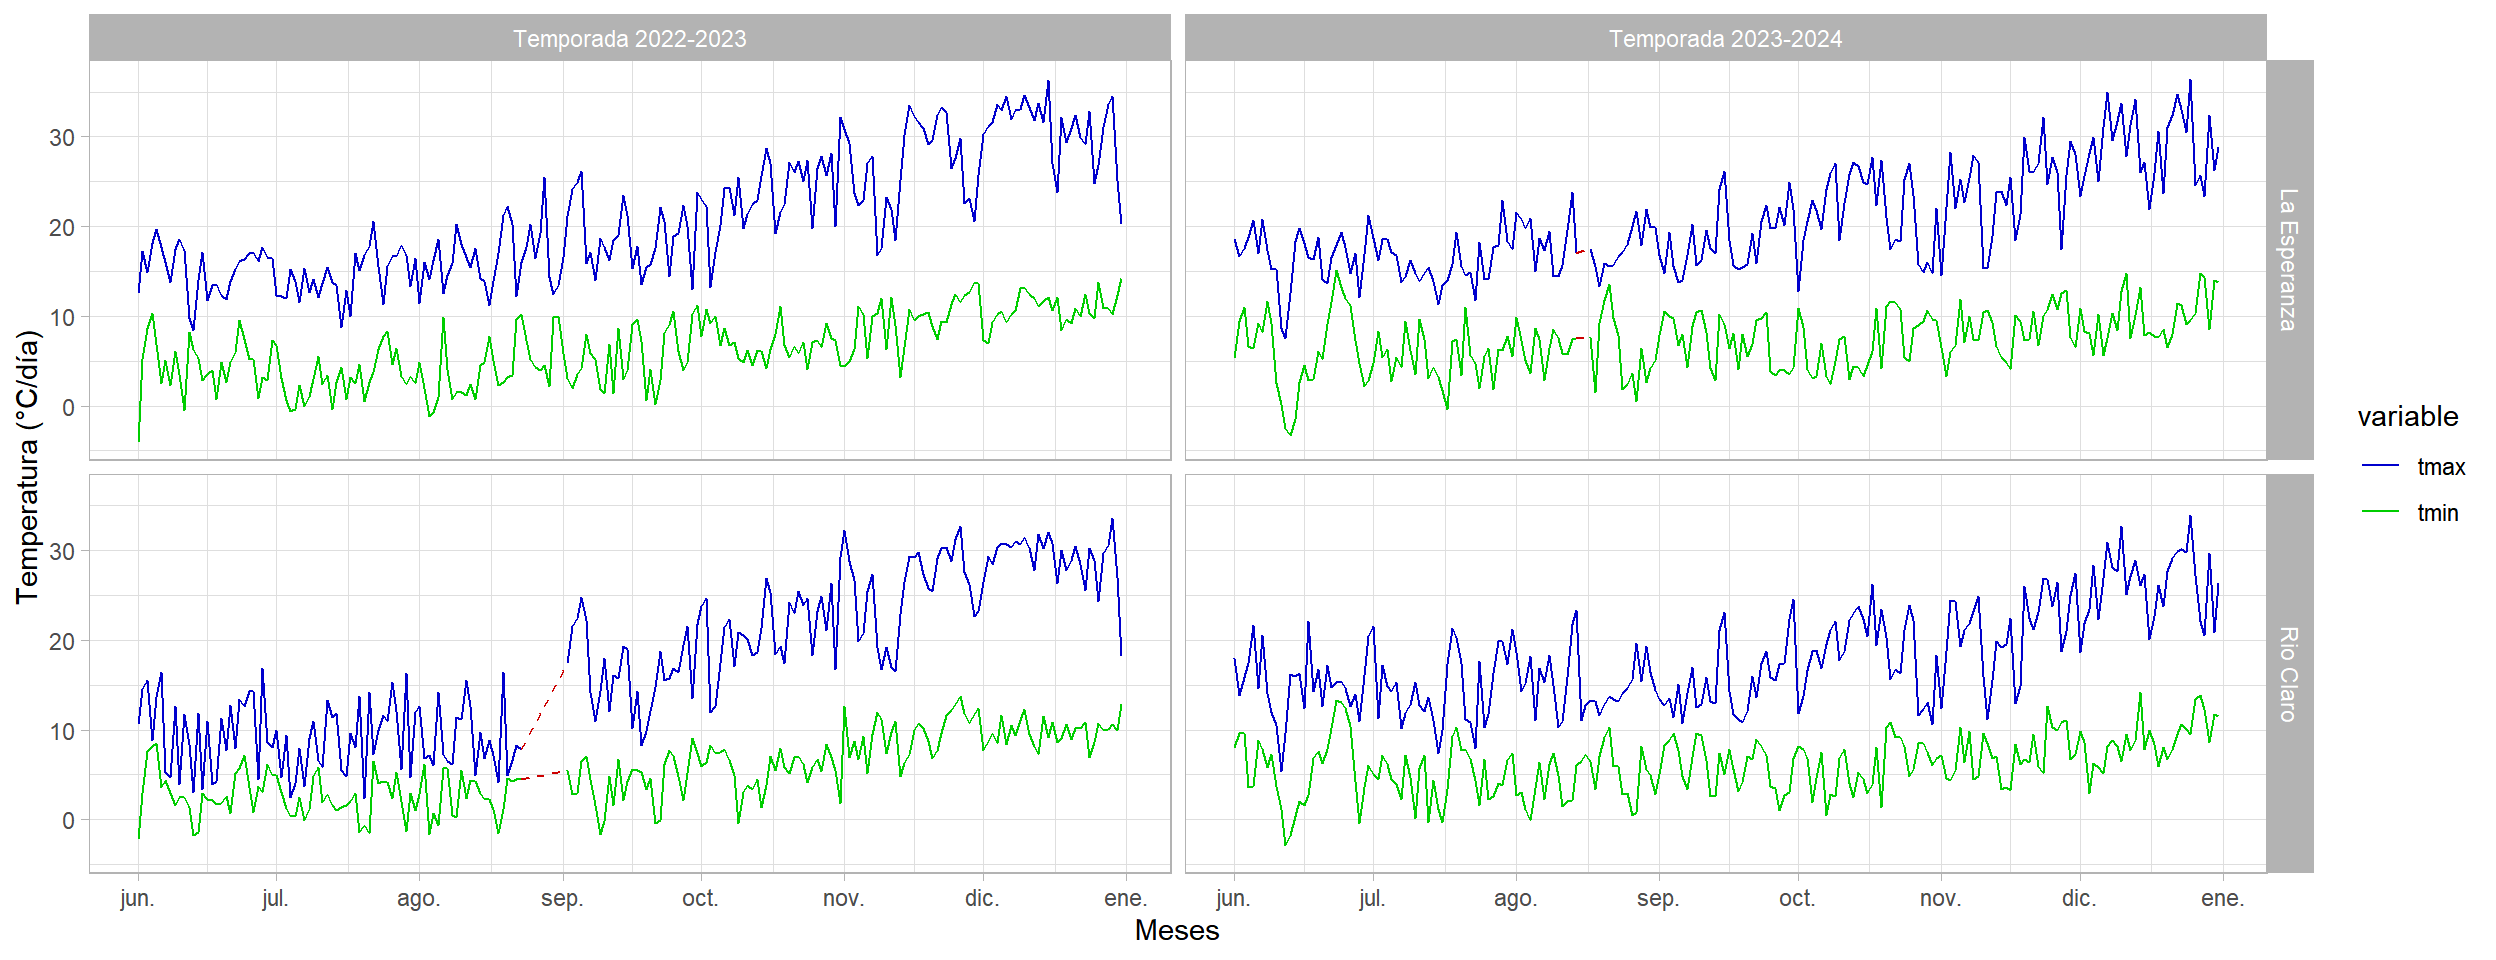 Temporada 2022-2023
Temporada 2023-2024
La Esperanza
Rio Claro
Temperatura (°C/día)
30
20
10
0
30
20
10
0
jun.
jul.
ago.
sep.
oct.
nov.
dic.
ene.
jun.
jul.
ago.
sep.
oct.
nov.
dic.
ene.
Meses
variable
tmax
tmin